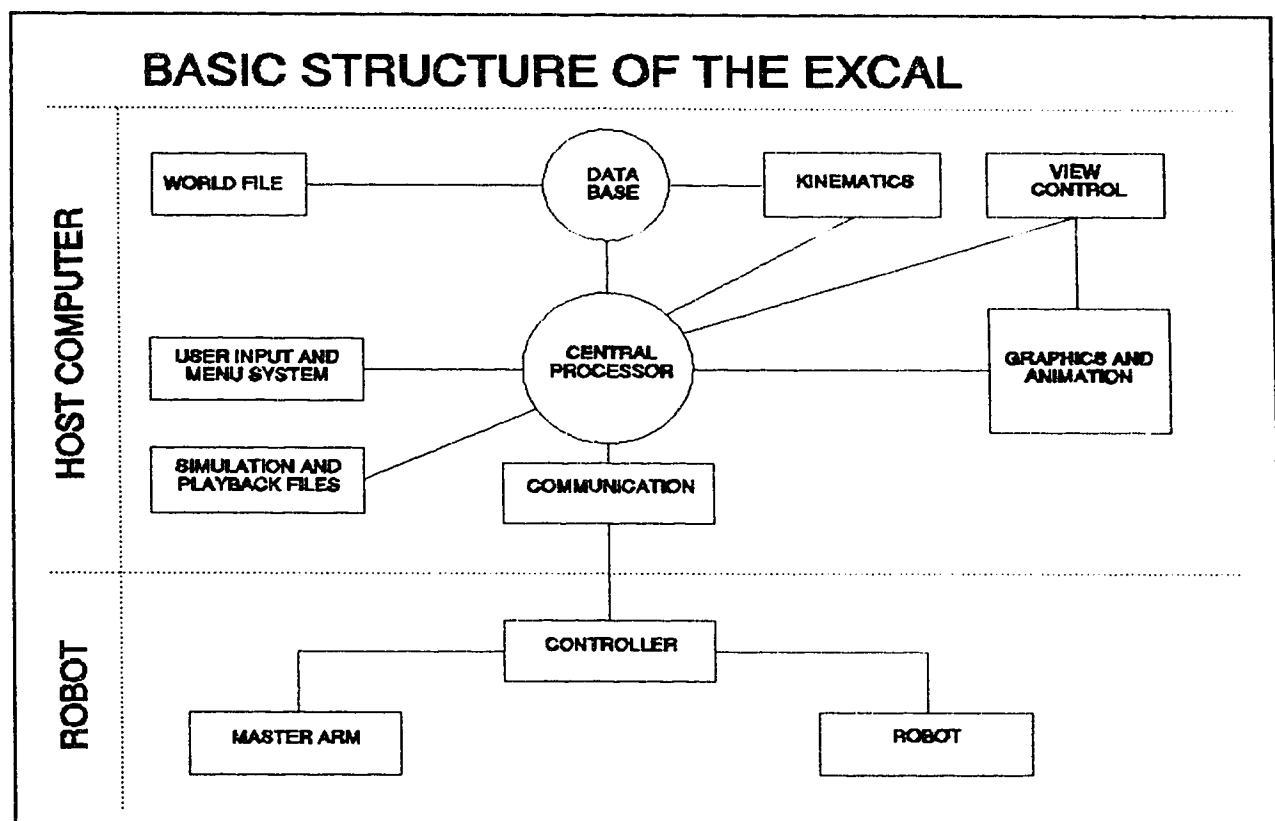 BASIC STRUCTURE OF THE EXCAL
HOST COMPUTER
WORLD FILE
DATA
BASE
KINEMATICS
VIEW
CONTROL
USER INPUT AND
MENU SYSTEM
CENTRAL
PROCESSOR
GRAPHICS AND
ANIMATION
SIMULATION AND
PLAYBACK FILES
COMMUNICATION
ROBOT
CONTROLLER
MASTER ARM
ROBOT